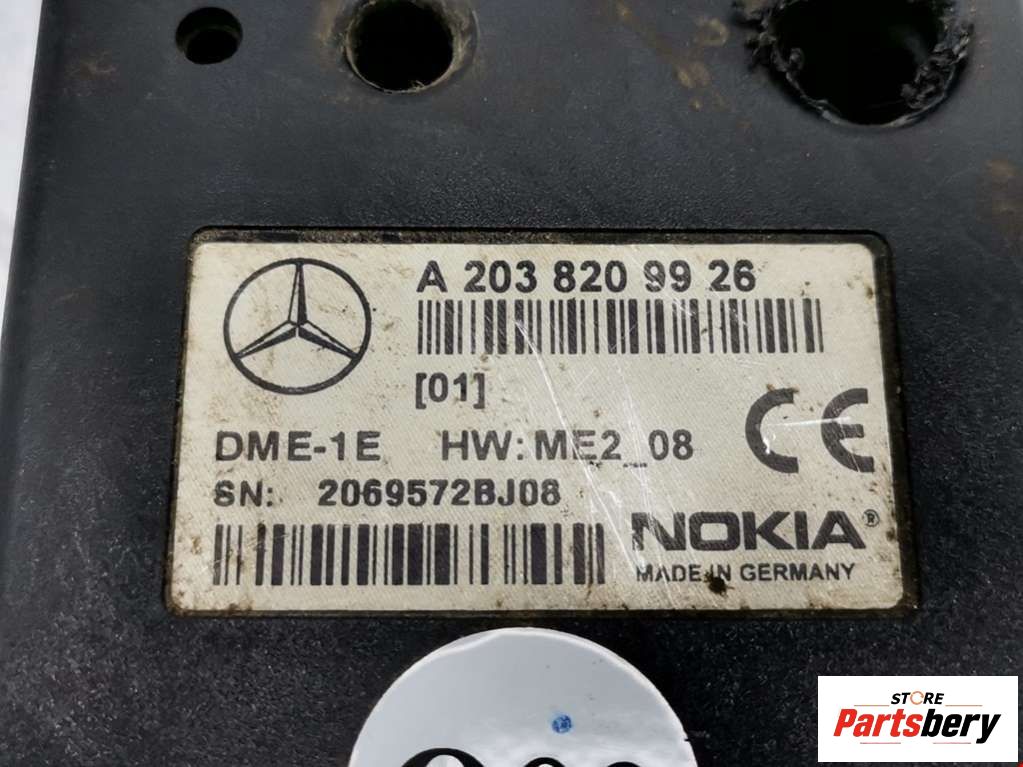 A 203 820 99 26
[01]
DME-1E HW: ME2_08
SN: 2069572BJ08
NOKIA®
MADE IN GERMANY
CE
STORE
Partsbery